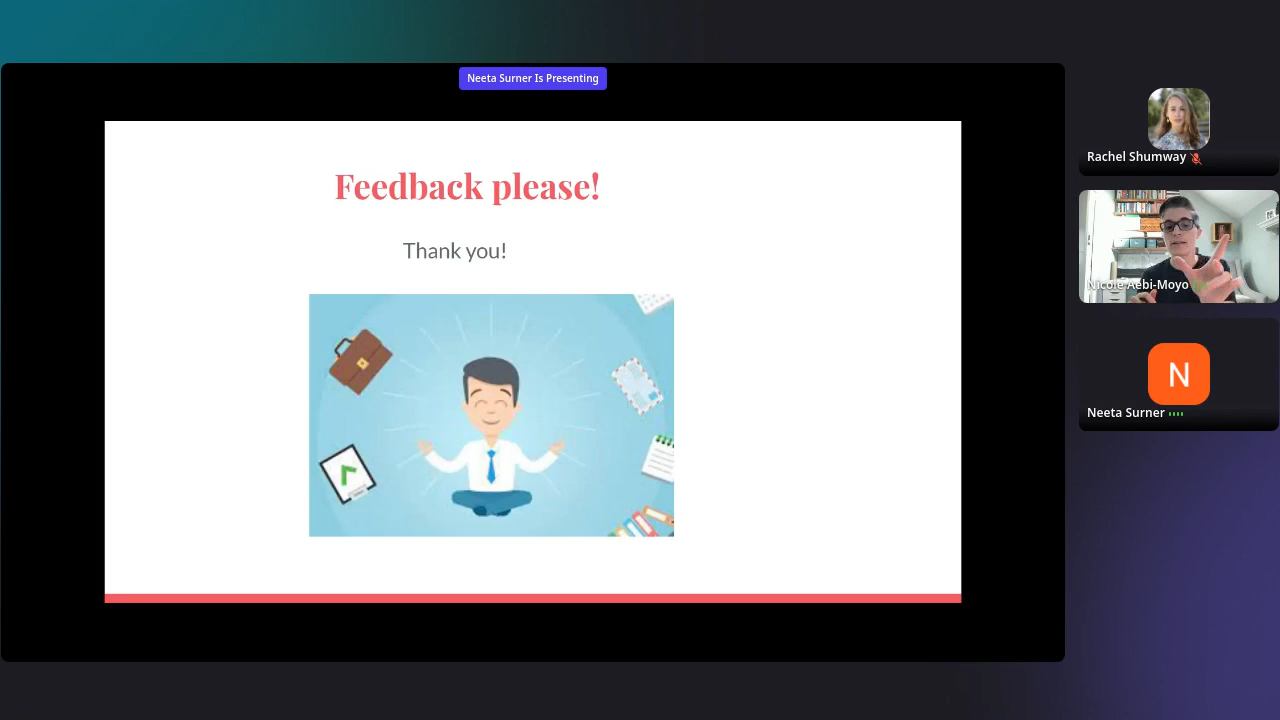 Neeta Surner Is Presenting
Feedback please!
Thank you!
Rachel Shumway
Nicole Aebi-Moyo
N
Neeta Surner